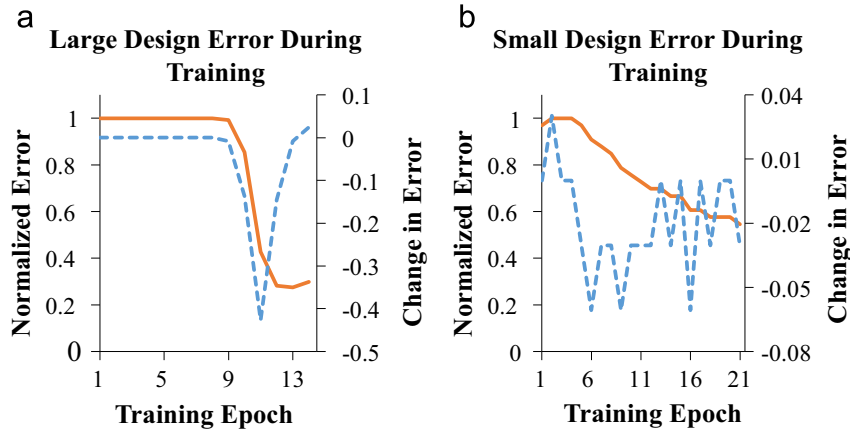 a
Large Design Error During
Training
Normalized Error
1
0.8
0.6
0.4
0.2
0
0.1
0
-0.1
-0.2
-0.3
-0.4
-0.5
Change in Error
1 5 9 13
Training Epoch
b
Small Design Error During
Training
Normalized Error
1
0.8
0.6
0.4
0.2
0
0.04
0.01
-0.02
-0.05
-0.08
Change in Error
1 6 11 16 21
Training Epoch